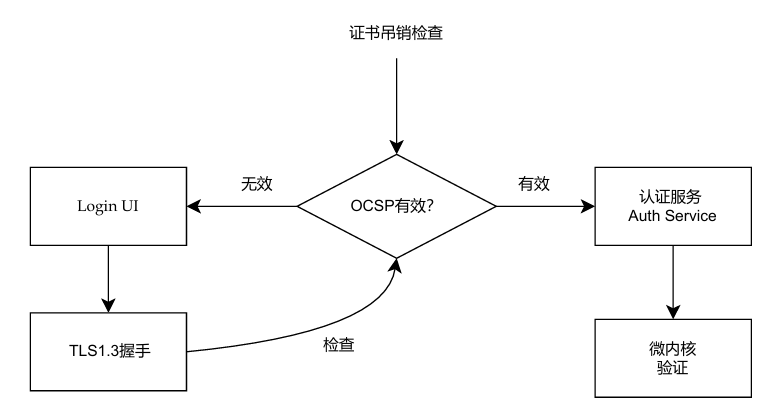 证书吊销检查
无效
有效
Login UI
OCSP有效?
认证服务
Auth Service
TLS1.3握手
检查
微内核
验证